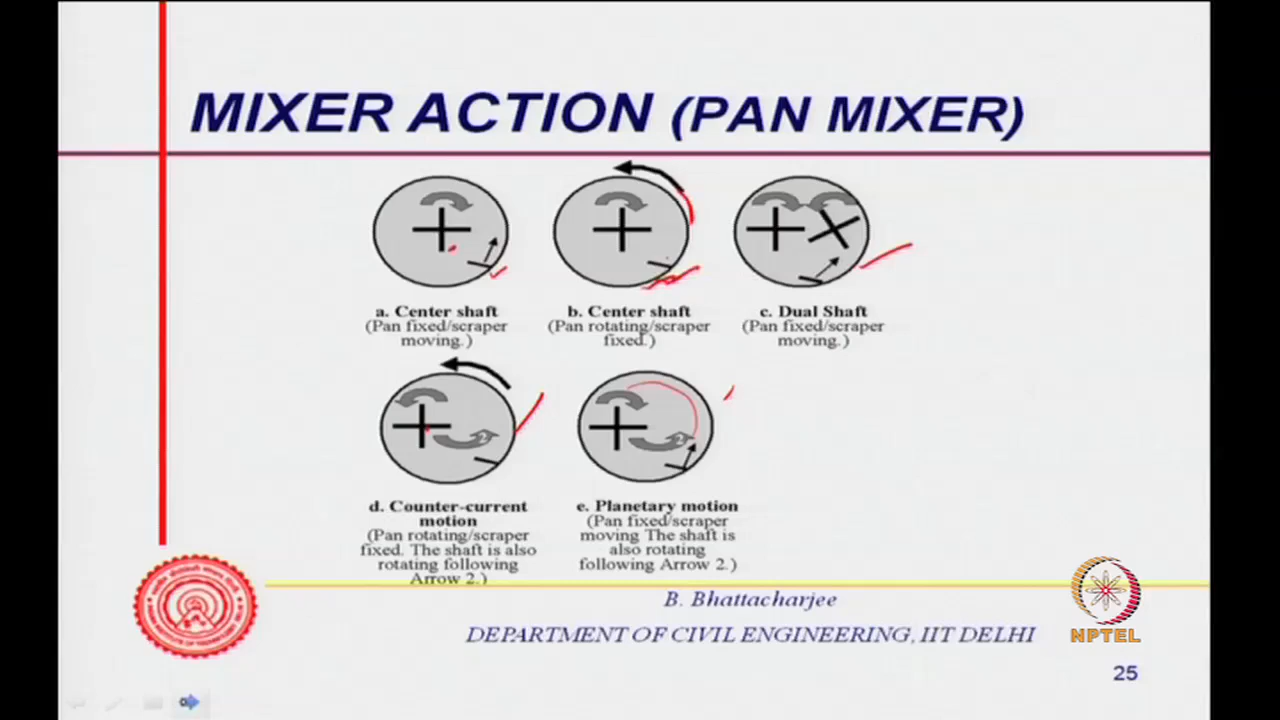 MIXER ACTION (PAN MIXER)
a. Center shaft
(Pan fixed/scraper
moving.)
b. Center shaft
(Pan rotating/scraper
fixed.)
c. Dual Shaft
(Pan fixed/scraper
moving.)
2
2
d. Counter-current
motion
(Pan rotating/scraper
fixed. The shaft is also
rotating following
Arrow 2.)
e. Planetary motion
(Pan fixed/scraper
moving The shaft is
also rotating
following Arrow 2.)
B. Bhattacharjee
DEPARTMENT OF CIVIL ENGINEERING, IIT DELHI
NPTEL
25